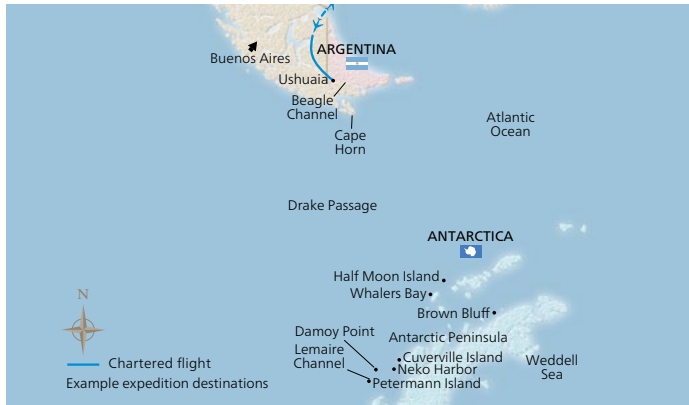 Buenos Aires
ARGENTINA
Ushuaia
Beagle
Channel
Cape
Horn
Atlantic
Ocean
Drake Passage
ANTARCTICA
Half Moon Island
Whalers Bay
Brown Bluff
N
Damoy Point
Antarctic Peninsula
Lemaire
Channel
Cuverville Island
Neko Harbor
Petermann Island
Weddell
Sea
Chartered flight
Example expedition destinations